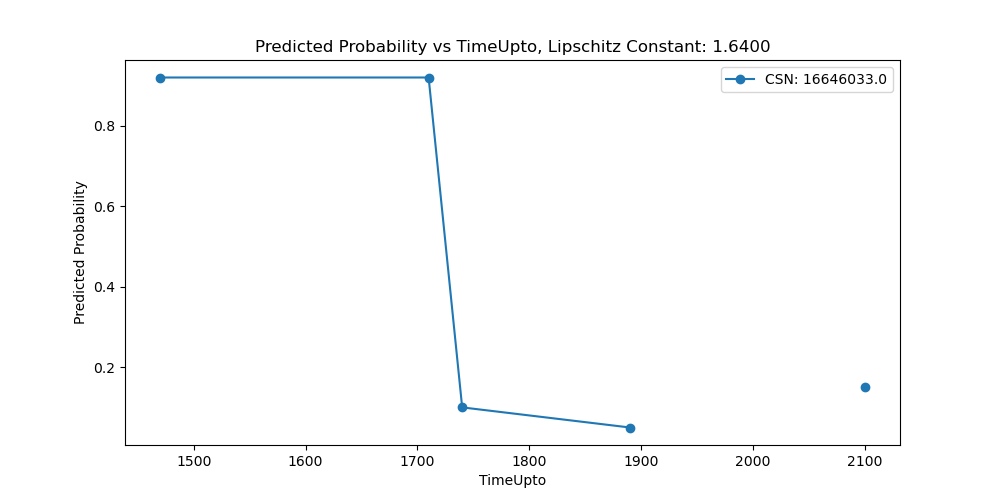 Predicted Probability vs TimeUpto, Lipschitz Constant: 1.6400
CSN: 16646033.0
0.8
0.6
0.4
0.2
Predicted Probability
1500 1600 1700 1800 1900 2000 2100
TimeUpto